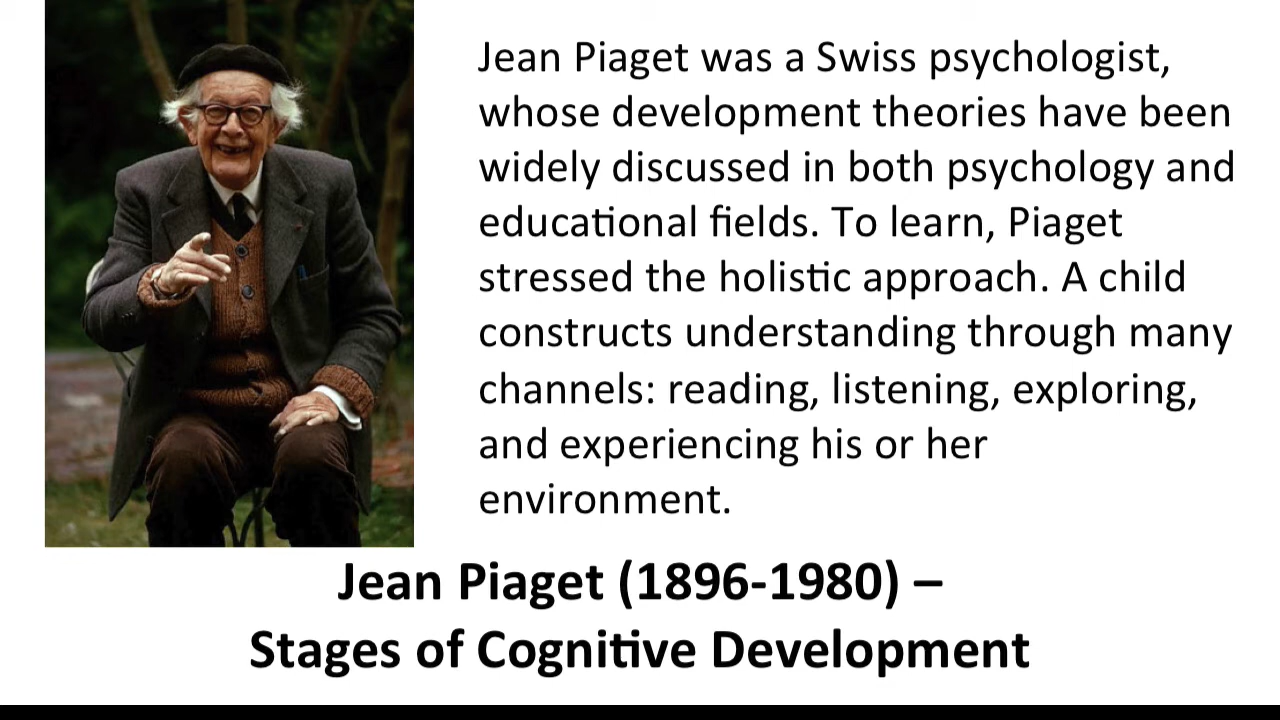 Jean Piaget was a Swiss psychologist,
whose development theories have been
widely discussed in both psychology and
educational fields. To learn, Piaget
stressed the holistic approach. A child
constructs understanding through many
channels: reading, listening, exploring,
and experiencing his or her
environment.
Jean Piaget (1896-1980) –
Stages of Cognitive Development